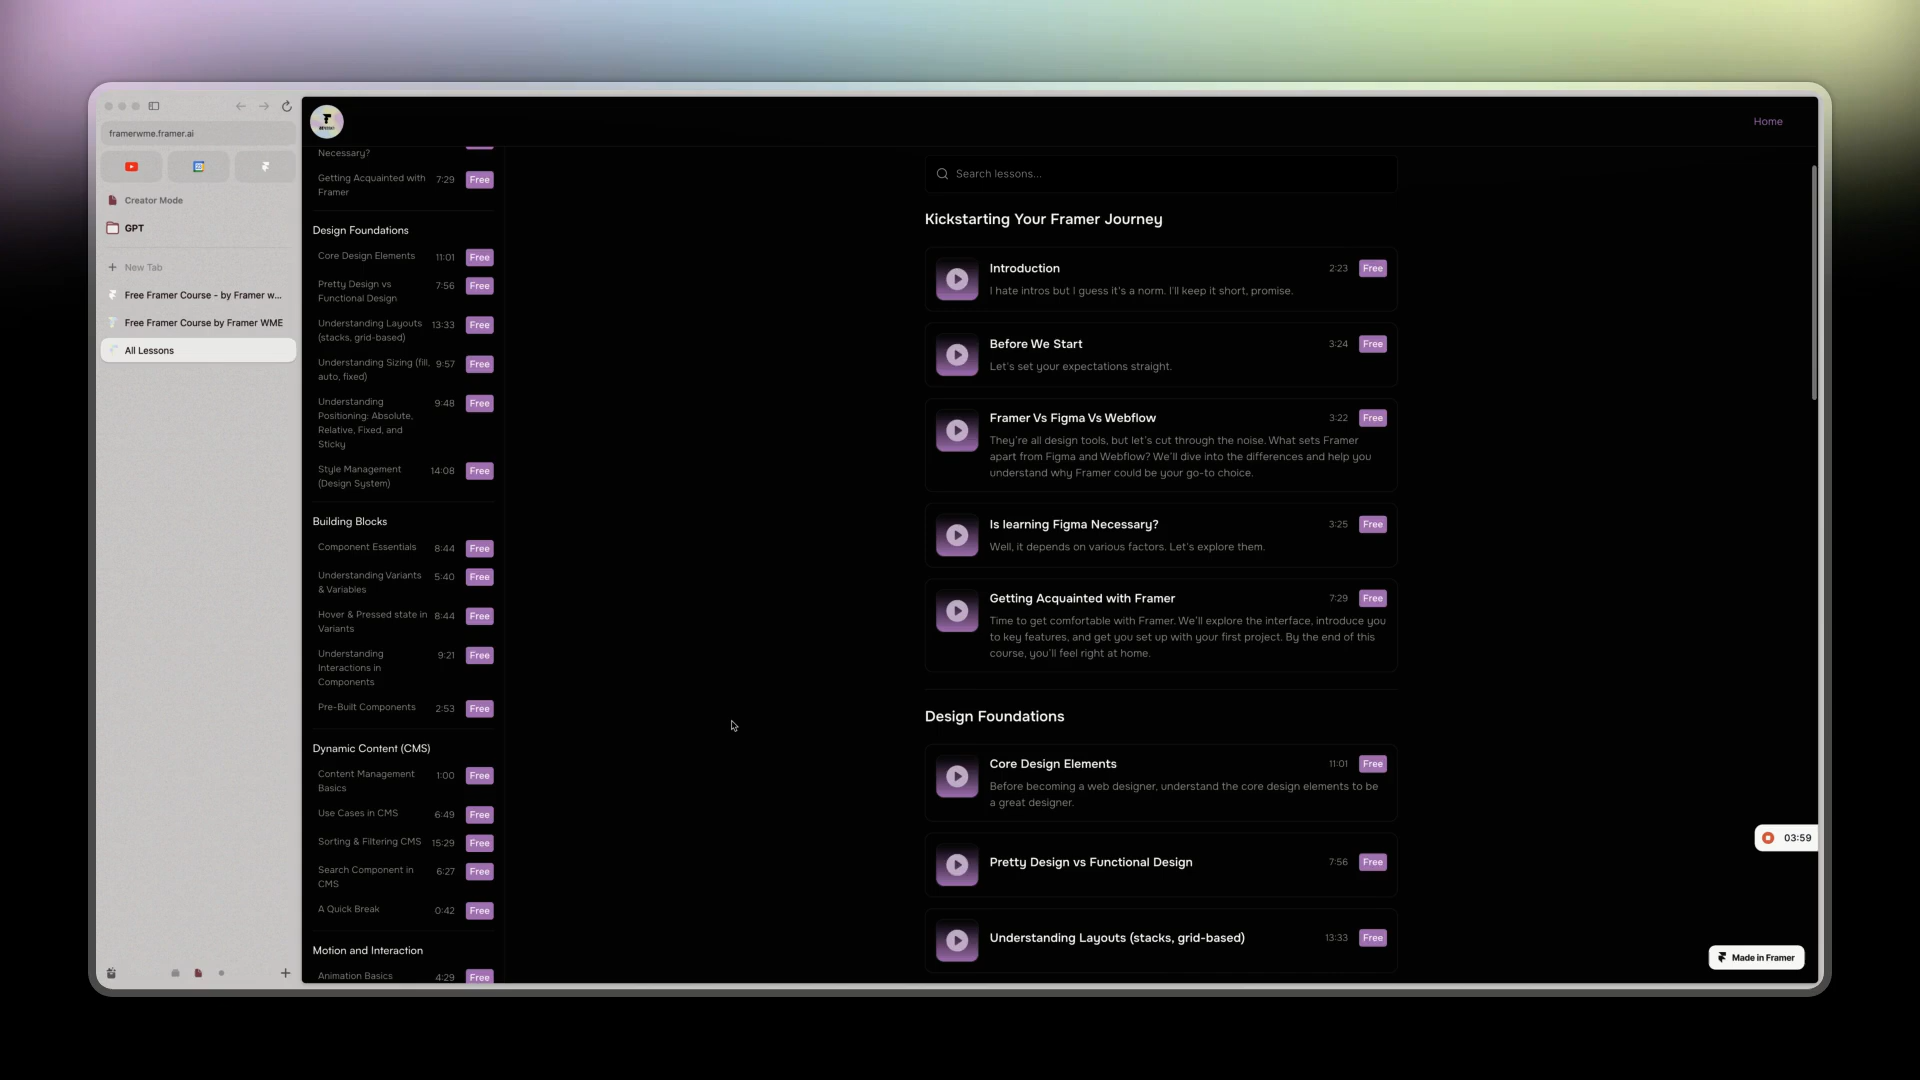 framerwme.framer.ai
Creator Mode
GPT
New Tab
Free Framer Course - by Framer w...
Free Framer Course by Framer WME
All Lessons
Home
Necessary?
Getting Acquainted with
Framer
7:29
Free
Design Foundations
Core Design Elements
11:01
Free
Pretty Design vs
Functional Design
7:56
Free
Understanding Layouts
(stacks, grid-based)
13:33
Free
Understanding Sizing (fill,
auto, fixed)
9:57
Free
Understanding
Positioning: Absolute,
Relative, Fixed, and
Sticky
9:48
Free
Style Management
(Design System)
14:08
Free
Building Blocks
Component Essentials
8:44
Free
Understanding Variants
& Variables
5:40
Free
Hover & Pressed state in
Variants
8:44
Free
Understanding
Interactions in
Components
9:21
Free
Pre-Built Components
2:53
Free
Dynamic Content (CMS)
Content Management
Basics
1:00
Free
Use Cases in CMS
6:49
Free
Sorting & Filtering CMS
15:29
Free
Search Component in
CMS
6:27
Free
A Quick Break
0:42
Free
Motion and Interaction
Animation Basics
4:29
Free
Search lessons...
Kickstarting Your Framer Journey
Introduction
2:23
Free
I hate intros but I guess it's a norm. I'll keep it short, promise.
Before We Start
3:24
Free
Let's set your expectations straight.
Framer Vs Figma Vs Webflow
3:22
Free
They're all design tools, but let's cut through the noise. What sets Framer
apart from Figma and Webflow? We'll dive into the differences and help you
understand why Framer could be your go-to choice.
Is learning Figma Necessary?
3:25
Free
Well, it depends on various factors. Let's explore them.
Getting Acquainted with Framer
7:29
Free
Time to get comfortable with Framer. We'll explore the interface, introduce you
to key features, and get you set up with your first project. By the end of this
course, you'll feel right at home.
Design Foundations
Core Design Elements
11:01
Free
Before becoming a web designer, understand the core design elements to be
a great designer.
Pretty Design vs Functional Design
7:56
Free
Understanding Layouts (stacks, grid-based)
13:33
Free
03:59
Made in Framer